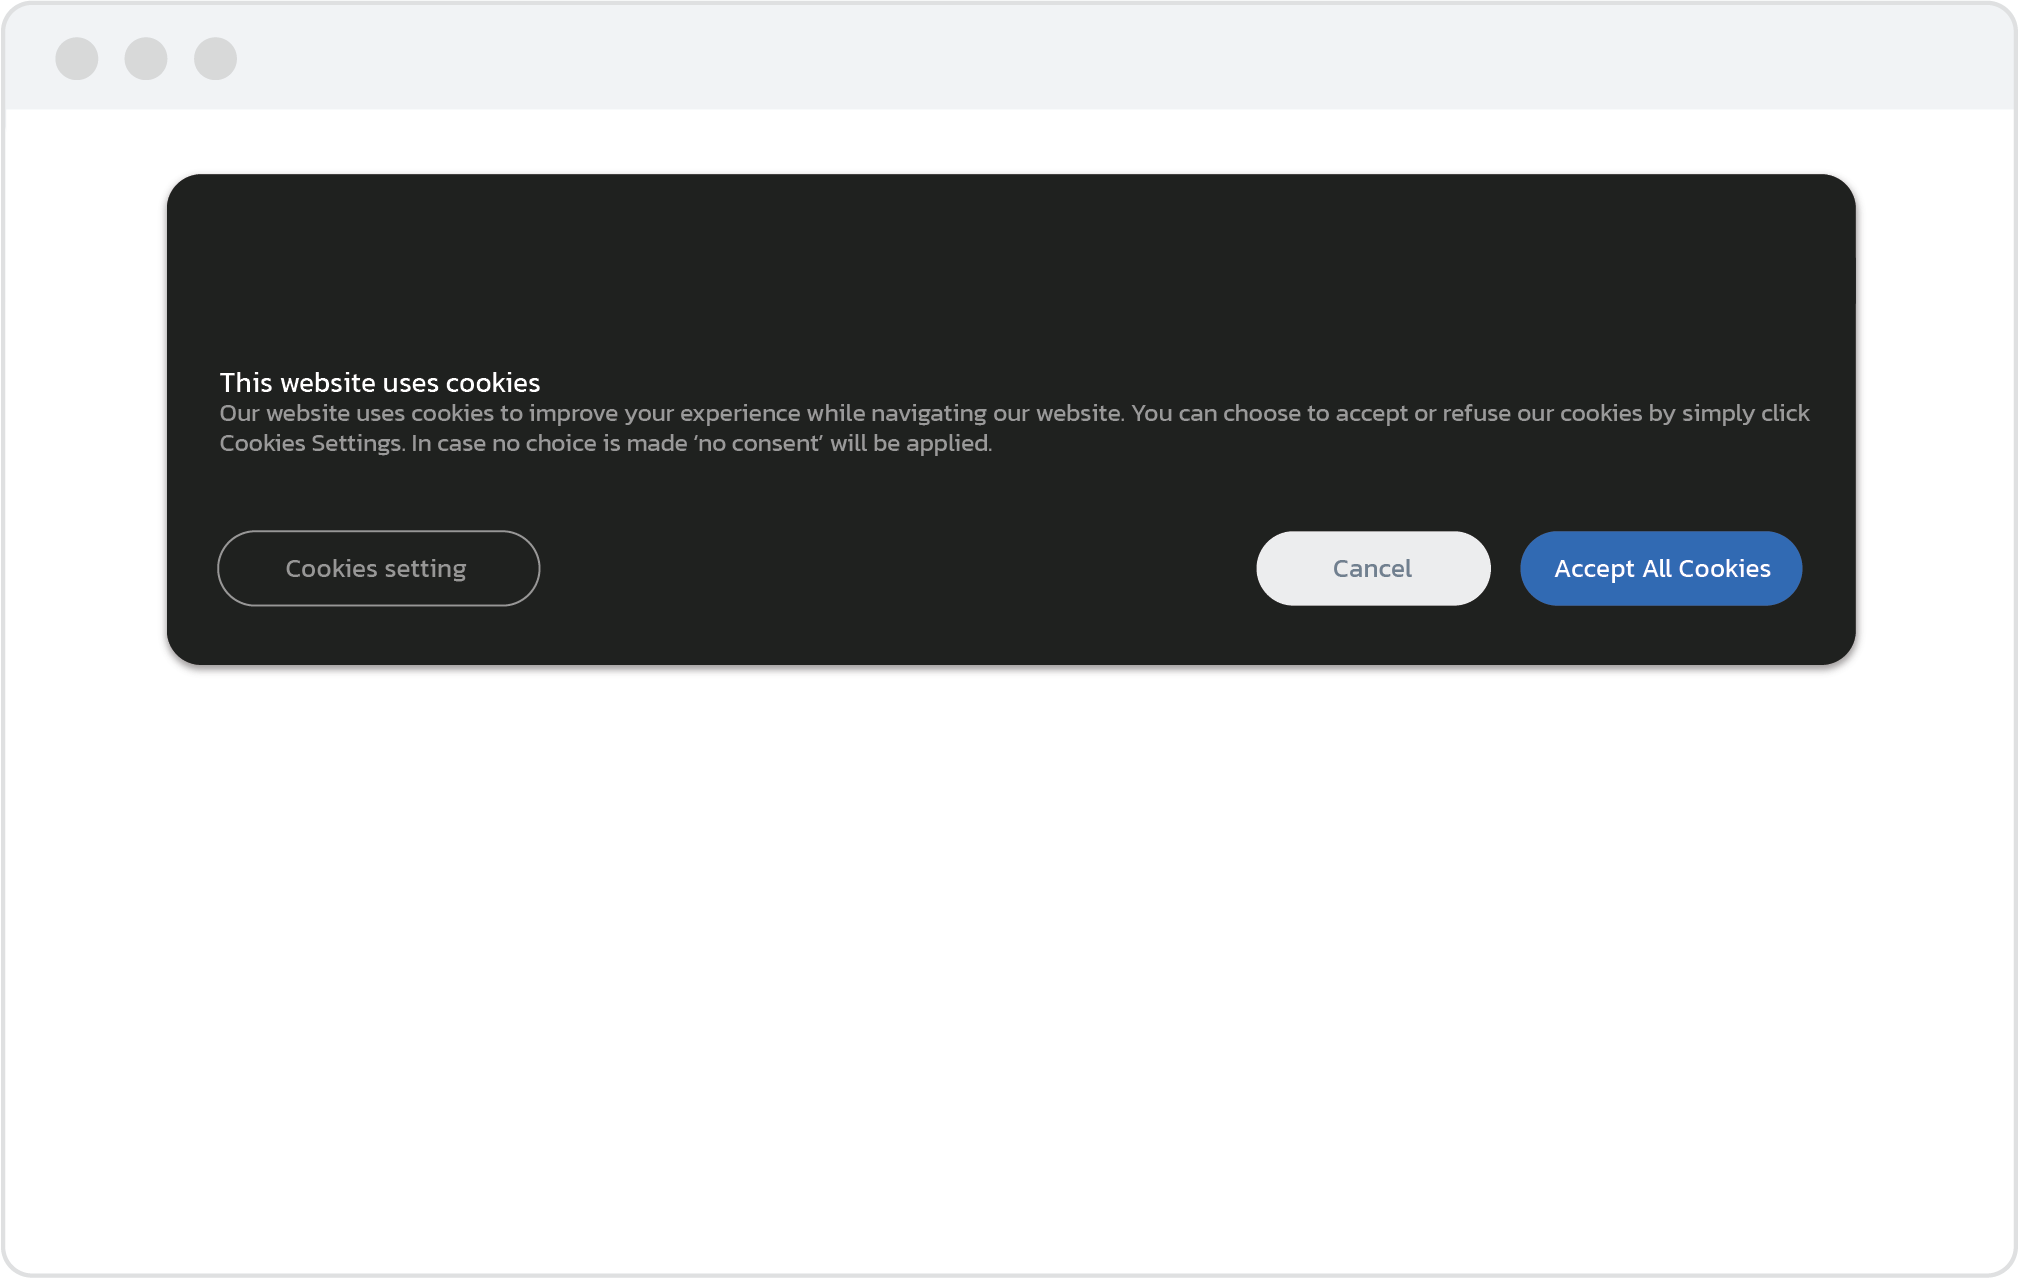 This website uses cookies
Our website uses cookies to improve your experience while navigating our website. You can choose to accept or refuse our cookies by simply click
Cookies Settings. In case no choice is made ‘no consent’ will be applied.
Cookies setting
Cancel
Accept All Cookies